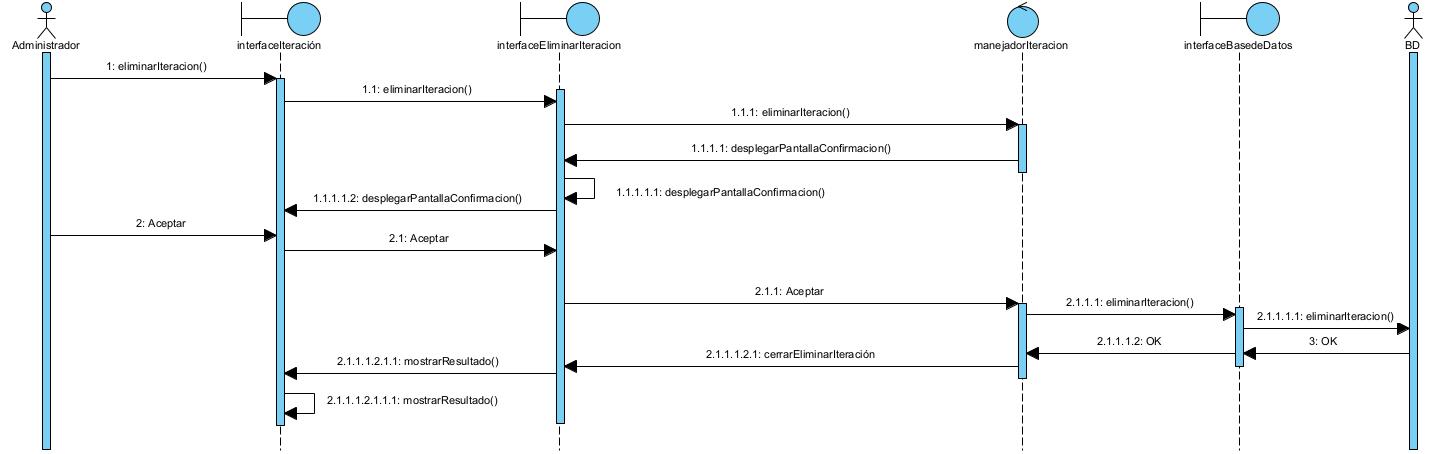 Administrador
interfaceIteración
interfaceEliminarIteracion
manejadorIteracion
interfaceBasedeDatos
BD
1: eliminarIteracion()
1.1: eliminarIteracion()
1.1.1: eliminarIteracion()
1.1.1.1: desplegarPantallaConfirmacion()
1.1.1.1.1: desplegarPantallaConfirmacion()
1.1.1.1.2: desplegarPantallaConfirmacion()
2: Aceptar
2.1: Aceptar
2.1.1: Aceptar
2.1.1.1: eliminarIteracion()
2.1.1.1.1: eliminarIteracion()
3: OK
2.1.1.1.2: OK
2.1.1.1.2.1: cerrarEliminarIteración
2.1.1.1.2.1.1: mostrarResultado()
2.1.1.1.2.1.1.1: mostrarResultado()